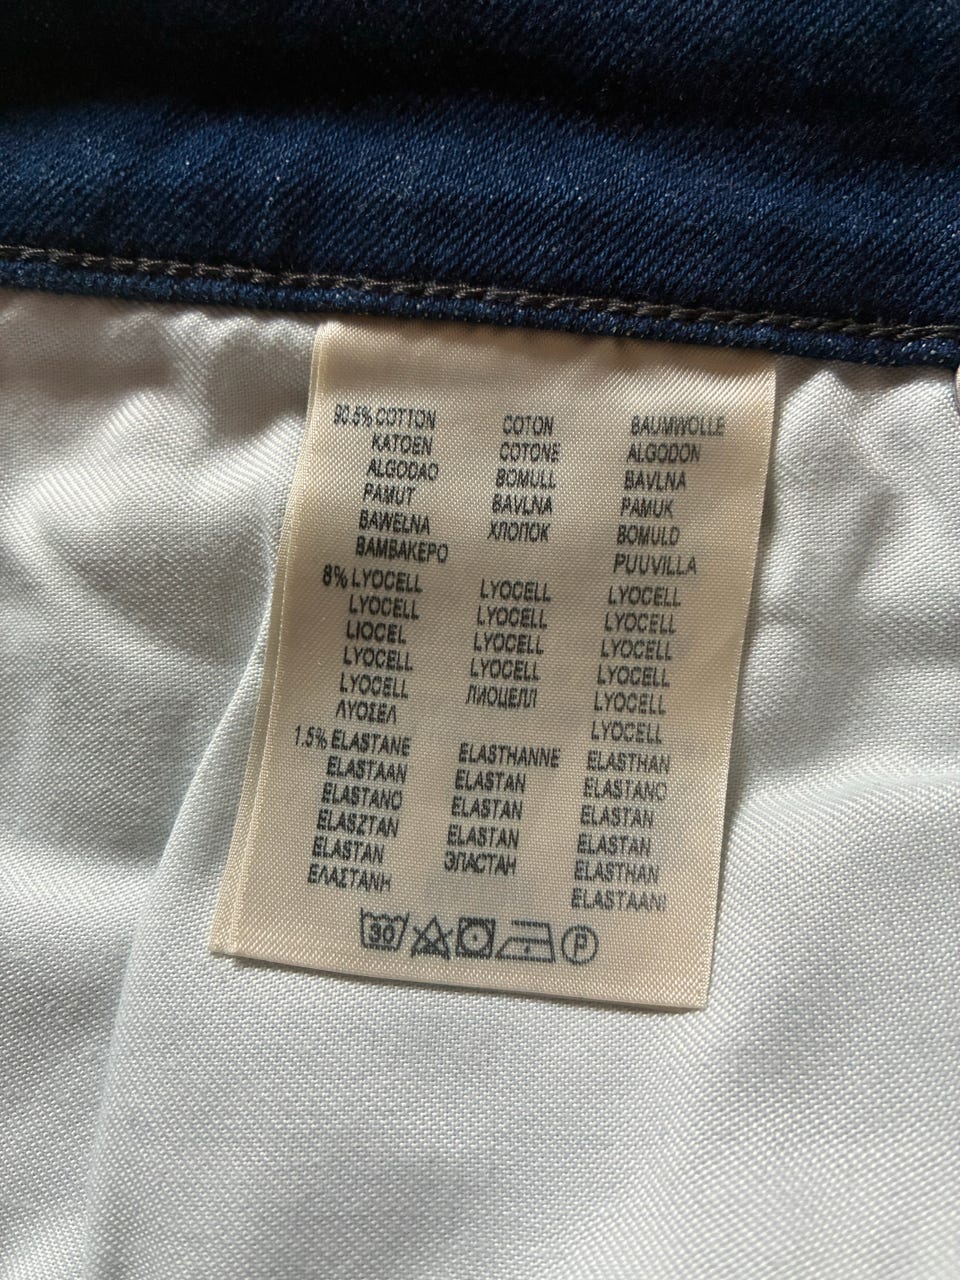 90.5% COTTON COTON BAUMWOLLE
KATOEN COTONE ALGODON
ALGODAO BOMULL BAVLNA
PAMUT BAVLNA PAMUK
BAWEŁNA ХЛОПОК BOMULD
ΒΑΜΒΑΚΕΡΟ PUUVILLA
8% LYOCELL LYOCELL LYOCELL
LYOCELL LYOCELL LYOCELL
LIOCEL LYOCELL LYOCELL
LYOCELL LYOCELL LYOCELL
LYOCELL ЛИОЦЕЛЛ LYOCELL
ΛΥΟΣΕΛ LYOCELL
1.5% ELASTANE ELASTHANNE ELASTHAN
ELASTAAN ELASTAN ELASTANO
ELASTANO ELASTAN ELASTAN
ELASZTAN ELASTAN ELASTAN
ELASTAN ЭЛАСТАН ELASTHAN
ΕΛΑΣΤΑΝΗ ELASTAANI
30 P